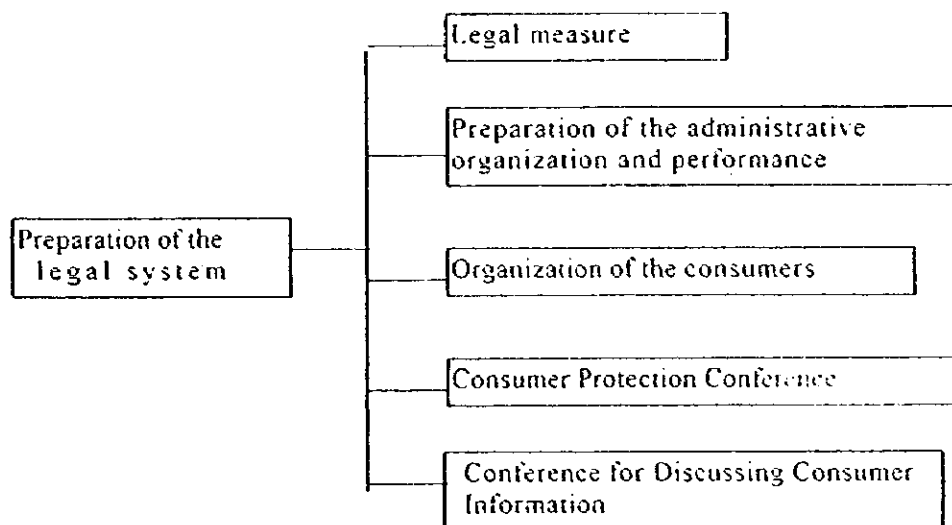 Legal measure
Preparation of the administrative
organization and performance
Preparation of the
legal system
Organization of the consumers
Consumer Protection Conference
Conference for Discussing Consumer
Information